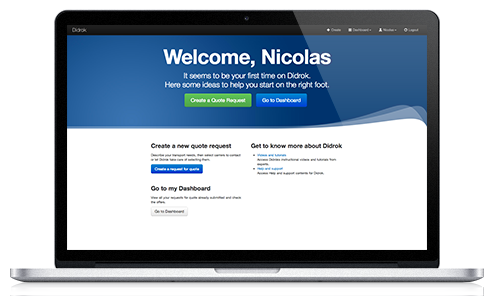 Didrok
Create Dashboard Nicolas Logout
Welcome, Nicolas
It seems to be your first time on Didrok.
Here some ideas to help you start on the right foot.
Create a Quote Request Go to Dashboard
Create a new quote request
Describe your transport needs, then select carriers to contact
or let Didrok take care of selecting them.
Create a request for quote
Go to my Dashboard
View all your requests for quote already submitted and check
the offers.
Go to Dashboard
Get to know more about Didrok
Videos and tutorials
Access Didroks instructional videos and tutorials from
experts.
Help and support
Access Help and support contents for Didrok.